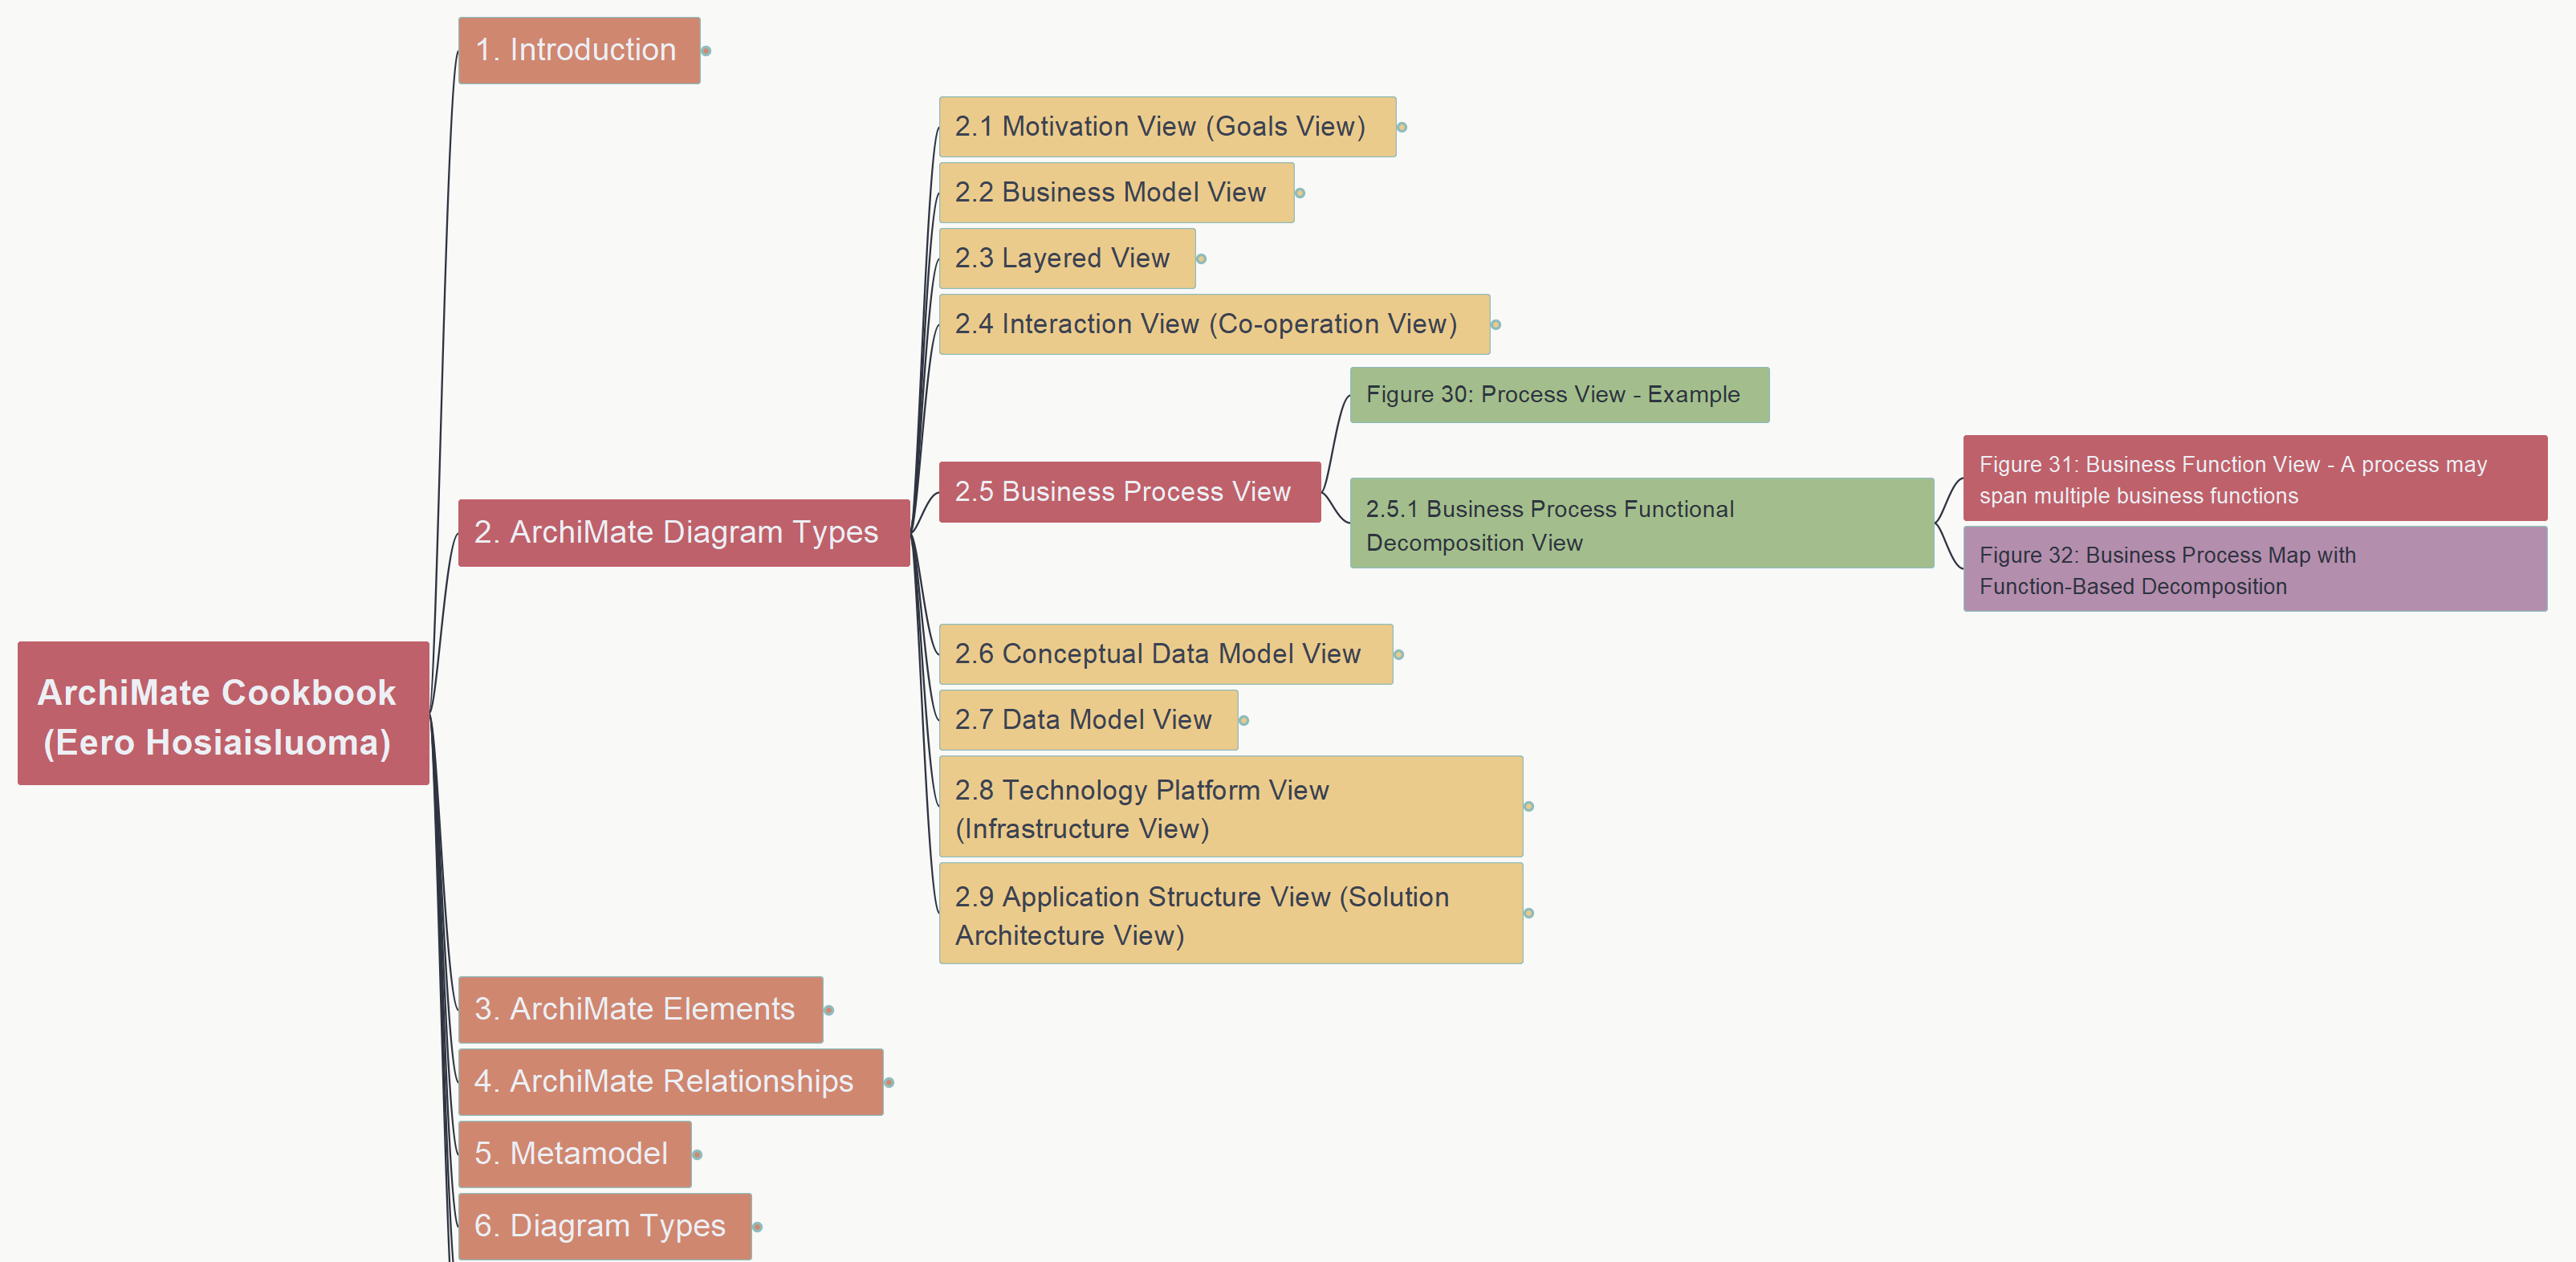 1. Introduction
2.1 Motivation View (Goals View)
2.2 Business Model View
2.3 Layered View
2.4 Interaction View (Co-operation View)
Figure 30: Process View - Example
2.5 Business Process View
2.5.1 Business Process Functional
Decomposition View
Figure 31: Business Function View - A process may
span multiple business functions
Figure 32: Business Process Map with
Function-Based Decomposition
2. ArchiMate Diagram Types
2.6 Conceptual Data Model View
2.7 Data Model View
2.8 Technology Platform View
(Infrastructure View)
2.9 Application Structure View (Solution
Architecture View)
ArchiMate Cookbook
(Eero Hosiaisluoma)
3. ArchiMate Elements
4. ArchiMate Relationships
5. Metamodel
6. Diagram Types